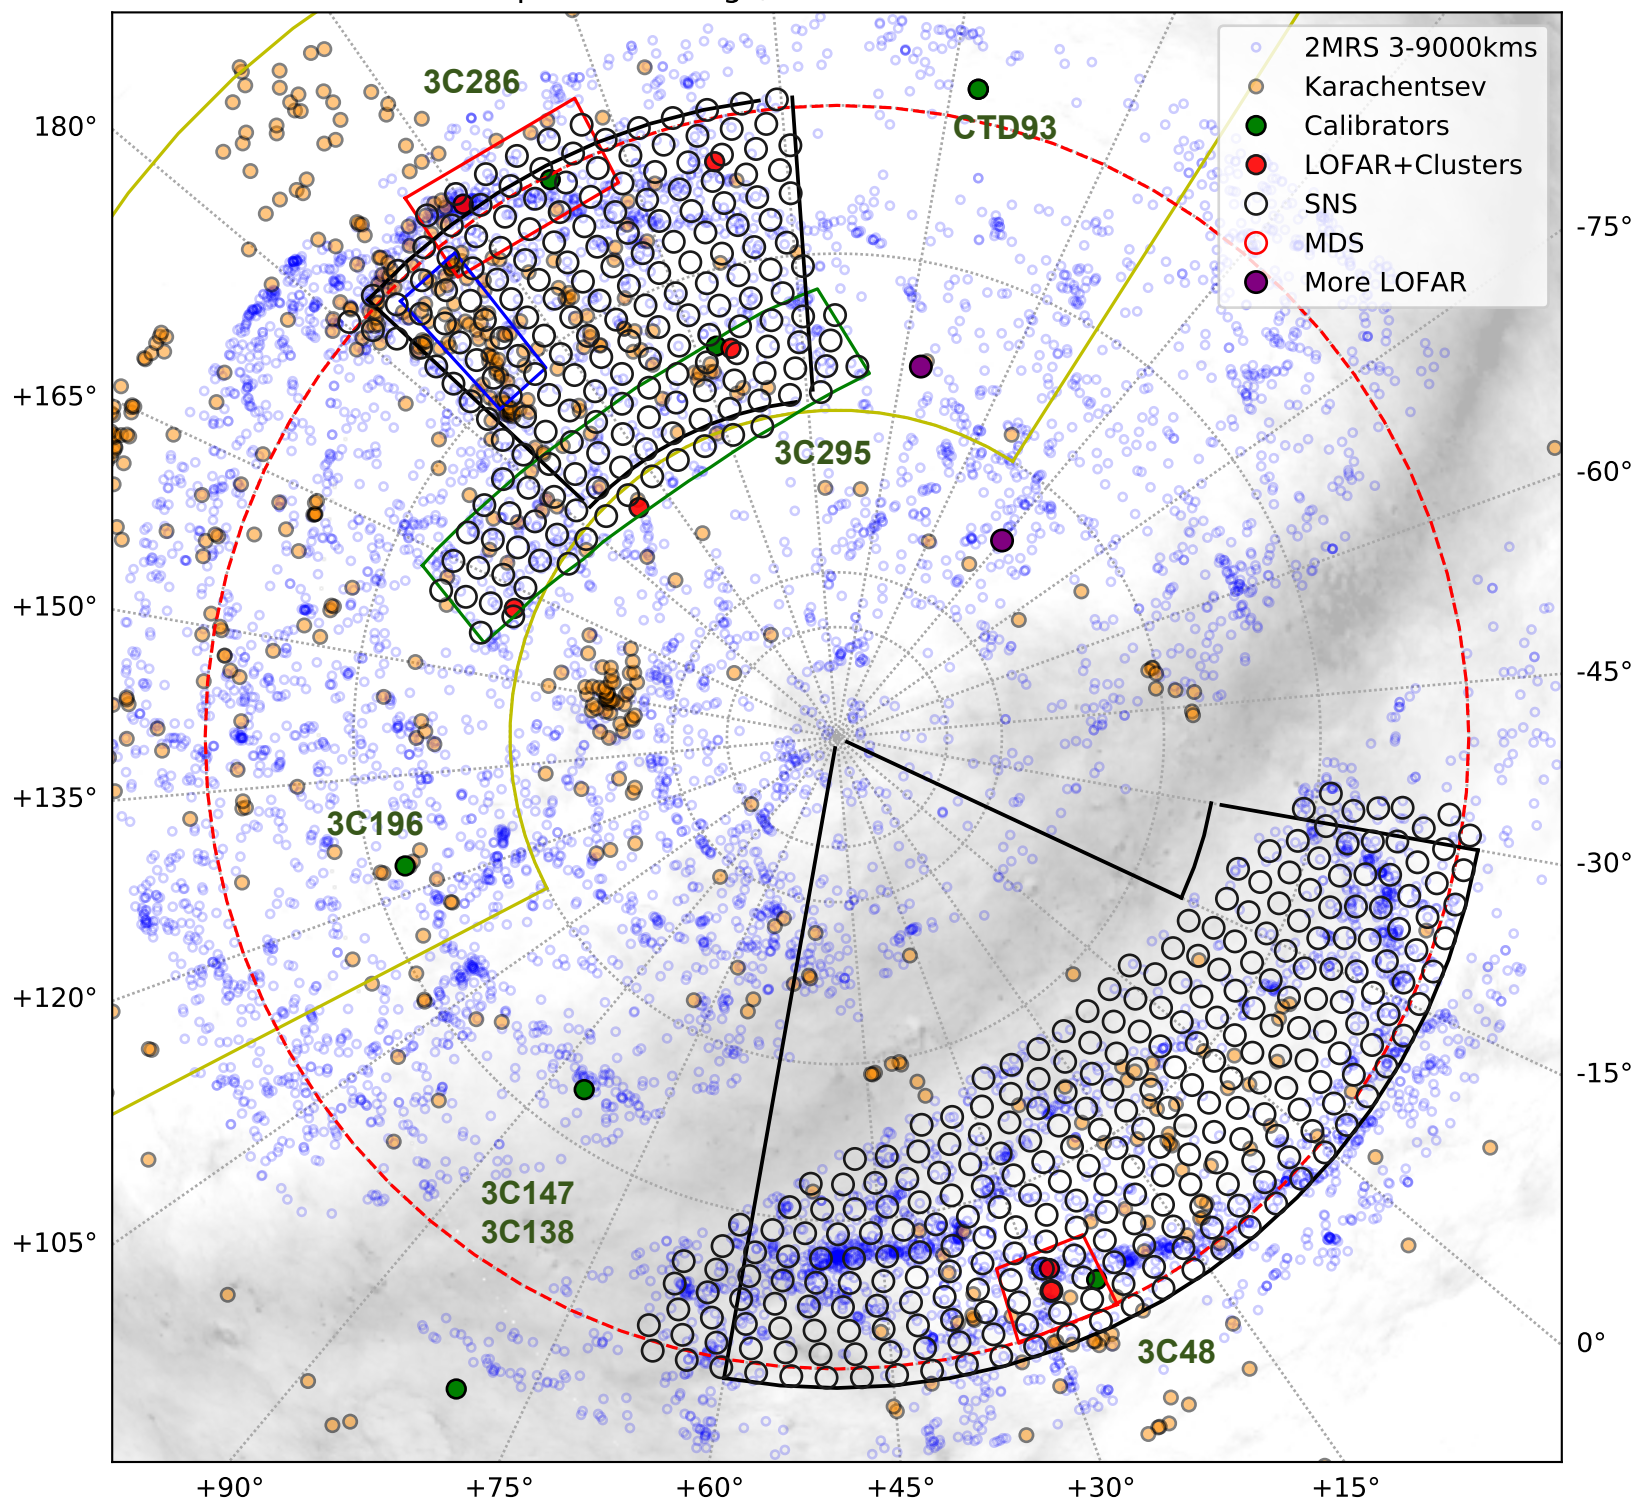 2MRS 3-9000kms
Karachentsev
Calibrators
LOFAR+Clusters
SNS
MDS
More LOFAR
3C286
CTD93
180°
-75°
+165°
3C295
-60°
+150°
-45°
+135°
3C196
-30°
+120°
-15°
3C147
3C138
+105°
0°
3C48
+90°
+75°
+60°
+45°
+30°
+15°